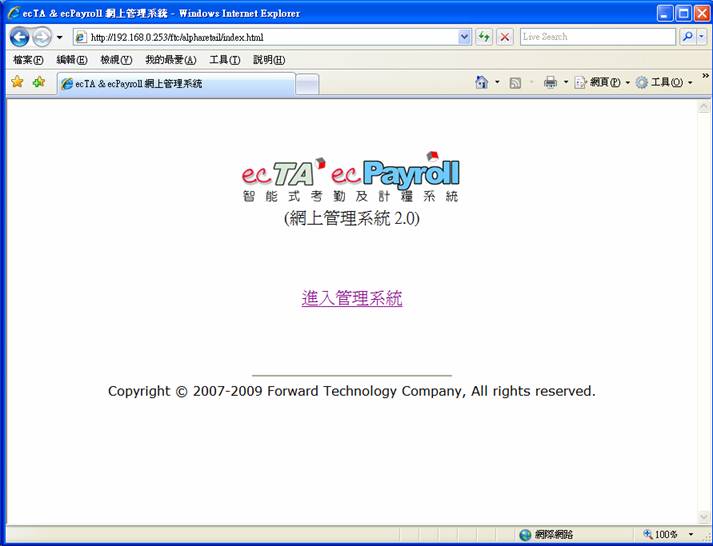 ecTA & ecPayroll 網上管理系統 - Windows Internet Explorer
http://192.168.0.253/ftc/alpharetail/index.html
Live Search
檔案(F) 編輯(E) 檢視(V) 我的最愛(A) 工具(T) 說明(H)
ecTA & ecPayroll 網上管理系統
網頁(P) 工具(O) »
ecTA ecPayroll
智能式考勤及計糧系統
(網上管理系統 2.0)
進入管理系統
Copyright © 2007-2009 Forward Technology Company, All rights reserved.
網際網路 100%